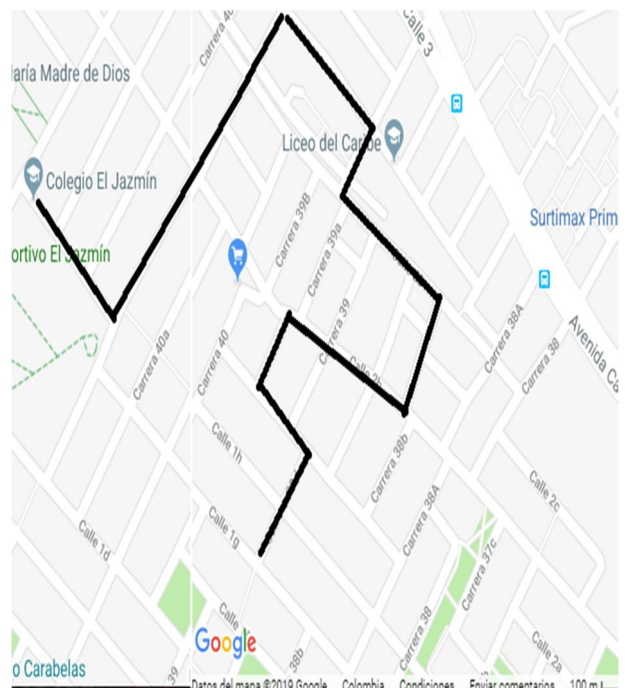 Calle 3
Carrera 40
laría Madre de Dios
Liceo del Caribe
Colegio El Jazmín
Carrera 39B
Surtimax Prim
Carrera 39a
ortivo El Jazmín
Carrera 39
Carrera 38A
Avenida Ca
Carrera 38
Carrera 40a
Carrera 40
Calle 2b
Carrera 38b
Calle 1h
Carrera 38A
Calle 2c
Calle 1g
Calle 1d
Carrera 37c
Calle
Carrera 38
Google
Calle 2a
o Carabelas
39
38b
Datos del mapa ©2019 Google Colombia Condiciones Enviar comentarios 100 m